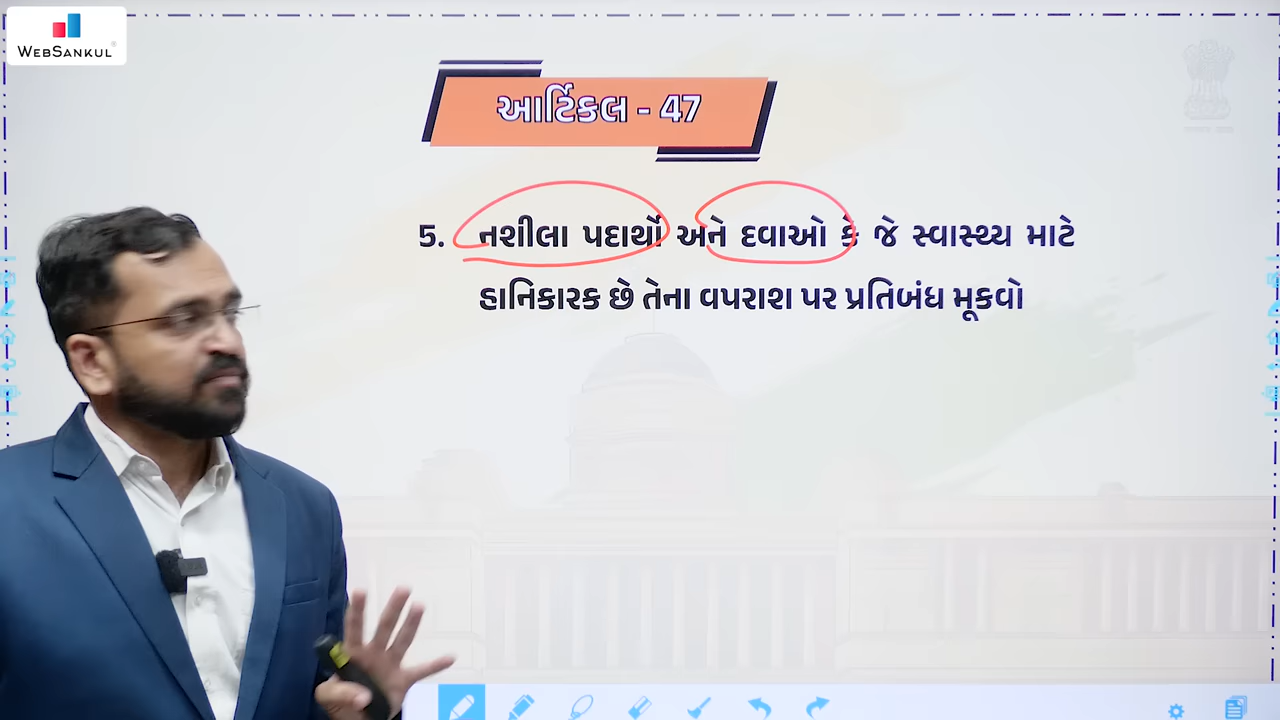 WEBSANKUL
આર્ટિકલ - 47
5. નશીલા પદાર્થો અને દવાઓ કે જે સ્વાસ્થ્ય માટે
હાનિકારક છે તેના વપરાશ પર પ્રતિબંધ મૂકવો